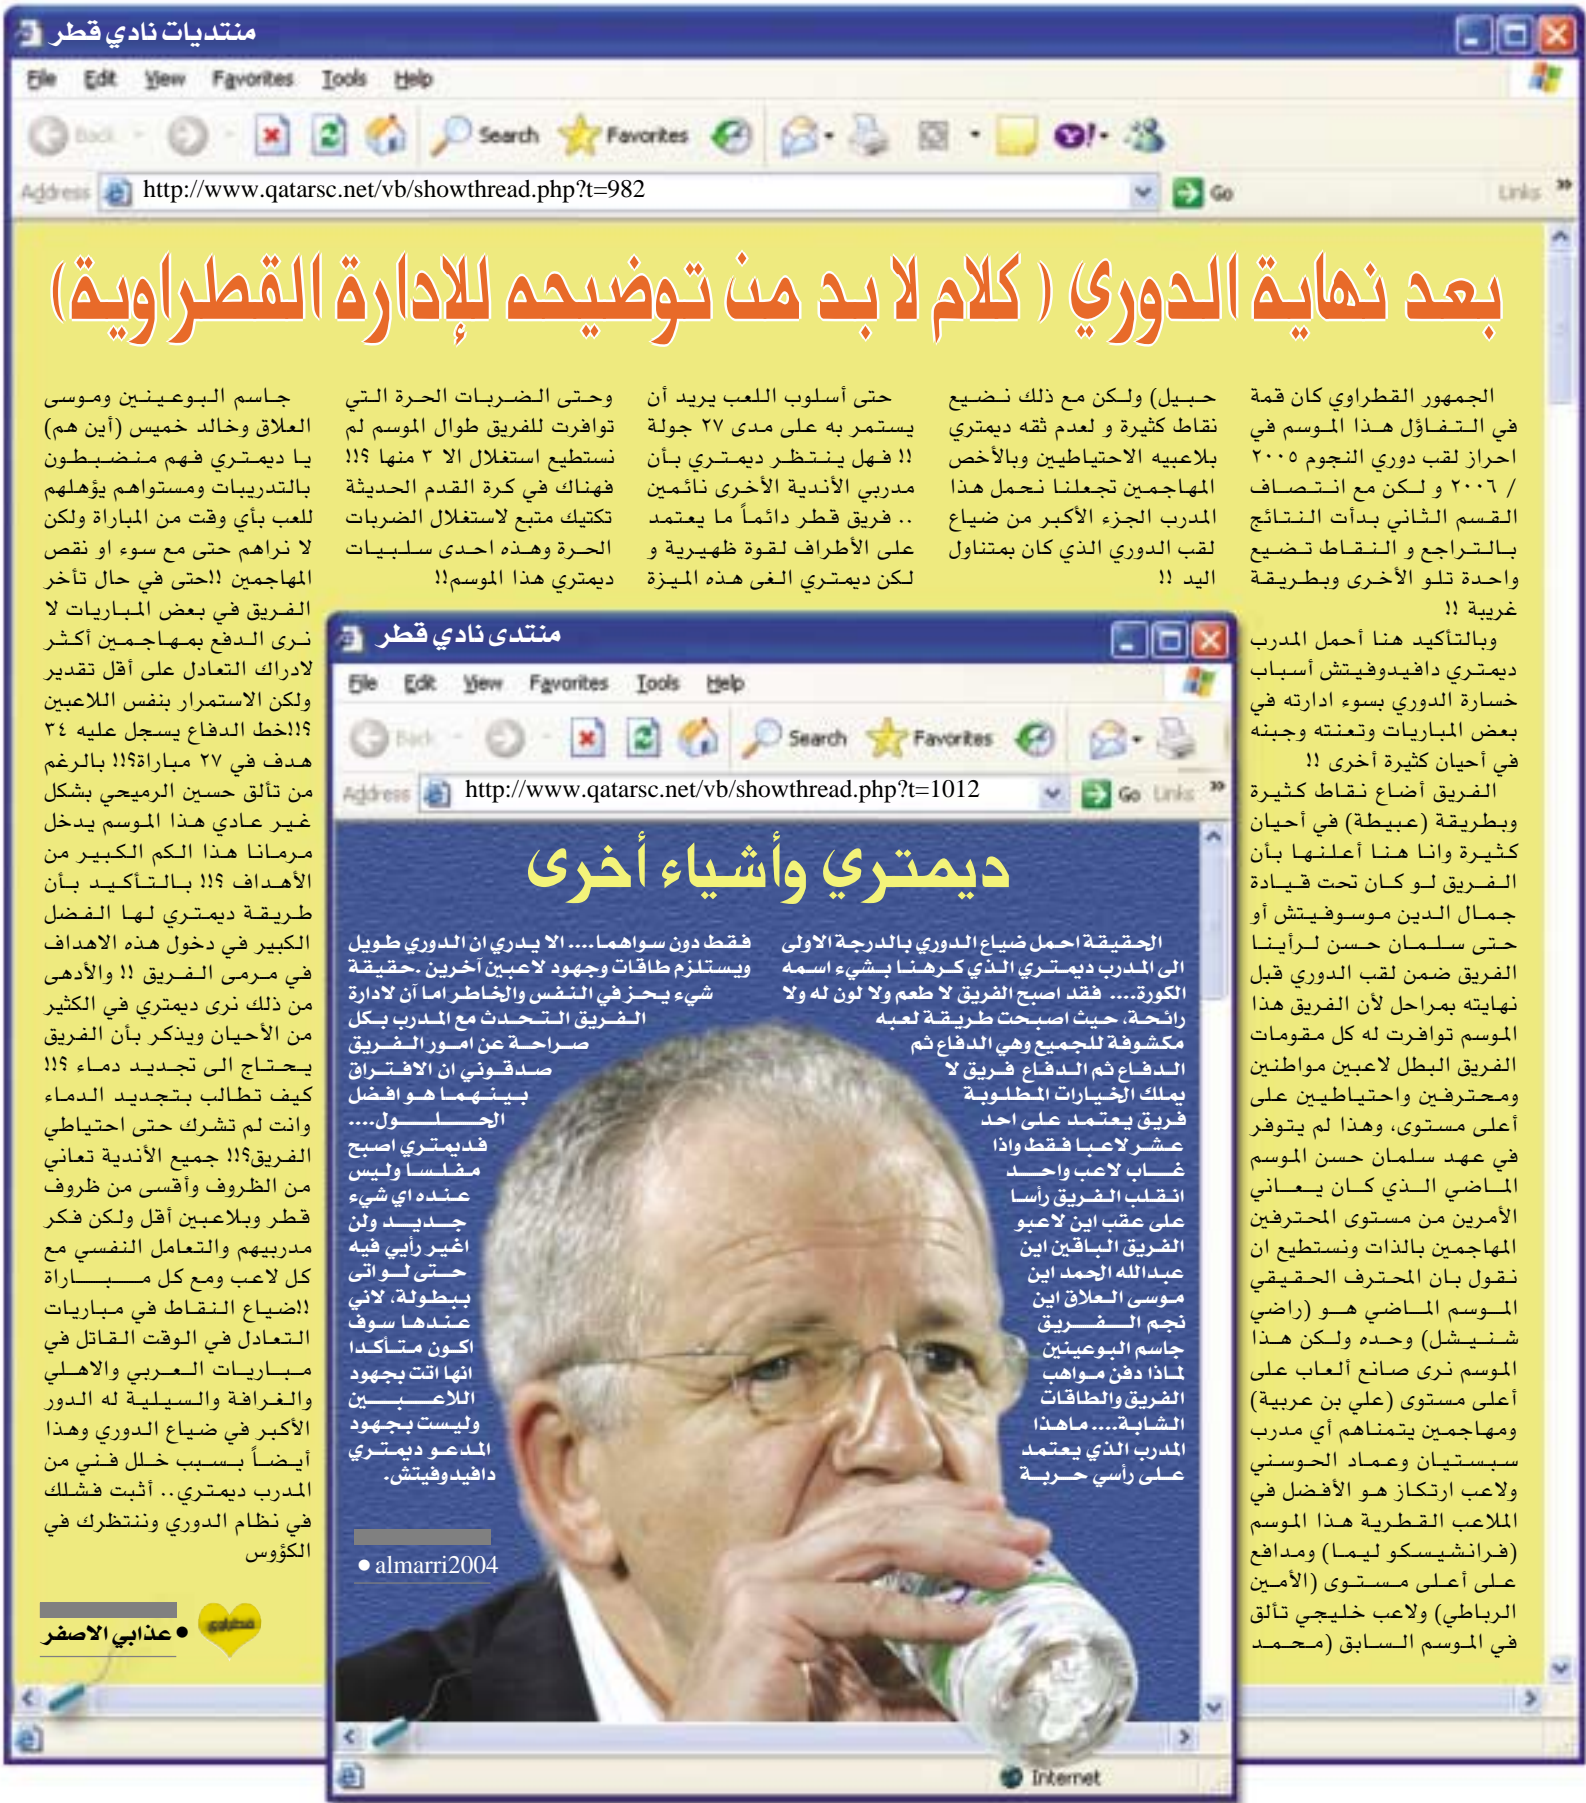 منتديات نادي قطر
File Edit View Favorites Tools Help
Back Search Favorites
Address http://www.qatarsc.net/vb/showthread.php?t=982 Go Links
بعد نهاية الدوري ( كلام لا بد من توضيحه للإدارة القطراوية)
الجمهور القطراوي كان قمة
في التفاؤل هذا الموسم في
احراز لقب دوري النجوم ٢٠٠٥
/ ٢٠٠٦ و لكن مع انتصاف
القسم الثاني بدأت النتائج
بالتراجع و النقاط تضيع
واحدة تلو الأخرى وبطريقة
غريبة !!
وبالتأكيد هنا أحمل المدرب
ديمتري دافيدوفيتش أسباب
خسارة الدوري بسوء ادارته في
بعض المباريات وتعنته وجبنه
في أحيان كثيرة أخرى !!
الفريق أضاع نقاط كثيرة
وبطريقة (عبيطة) في أحيان
كثيرة وانا هنا أعلنها بأن
الفريق لو كان تحت قيادة
جمال الدين موسوفيتش أو
حتى سلمان حسن لرأينا
الفريق ضمن لقب الدوري قبل
نهايته بمراحل لأن الفريق هذا
الموسم توافرت له كل مقومات
الفريق البطل لاعبين مواطنين
ومحترفين واحتياطيين على
أعلى مستوى، وهذا لم يتوفر
في عهد سلمان حسن الموسم
الماضي الذي كان يعاني
الأمرين من مستوى المحترفين
المهاجمين بالذات ونستطيع ان
نقول بان المحترف الحقيقي
الموسم الماضي هو (راضي
شنيشل) وحده ولكن هذا
الموسم نرى صانع ألعاب على
أعلى مستوى (علي بن عربية)
ومهاجمين يتمناهم أي مدرب
سبستيان وعماد الحوسني
ولاعب ارتكاز هو الأفضل في
الملاعب القطرية هذا الموسم
(فرانشيسكو ليما) ومدافع
على أعلى مستوى (الأمين
الرباطي) ولاعب خليجي تألق
في الموسم السابق (محمد
حبيل) ولكن مع ذلك نضيع
نقاط كثيرة و لعدم ثقه ديمتري
بلاعبيه الاحتياطيين وبالأخص
المهاجمين تجعلنا نحمل هذا
المدرب الجزء الأكبر من ضياع
لقب الدوري الذي كان بمتناول
اليد !!
حتى أسلوب اللعب يريد أن
يستمر به على مدى ٢٧ جولة
!! فهل ينتظر ديمتري بأن
مدربي الأندية الأخرى نائمين
.. فريق قطر دائماً ما يعتمد
على الأطراف لقوة ظهيرية و
لكن ديمتري الغى هذه الميزة
وحتى الضربات الحرة التي
توافرت للفريق طوال الموسم لم
نستطيع استغلال الا ٣ منها ؟!!
فهناك في كرة القدم الحديثة
تكتيك متبع لاستغلال الضربات
الحرة وهذه احدى سلبيات
ديمتري هذا الموسم!!
جاسم البوعينين وموسى
العلاق وخالد خميس (أين هم)
يا ديمتري فهم منضبطون
بالتدريبات ومستواهم يؤهلهم
للعب بأي وقت من المباراة ولكن
لا نراهم حتى مع سوء او نقص
المهاجمين !!حتى في حال تأخر
الفريق في بعض المباريات لا
نرى الدفع بمهاجمين أكثر
لادراك التعادل على أقل تقدير
ولكن الاستمرار بنفس اللاعبين
؟!!خط الدفاع يسجل عليه ٣٤
هدف في ٢٧ مباراة؟!! بالرغم
من تألق حسين الرميحي بشكل
غير عادي هذا الموسم يدخل
مرمانا هذا الكم الكبير من
الأهداف ؟!! بالتأكيد بأن
طريقة ديمتري لها الفضل
الكبير في دخول هذه الاهداف
في مرمى الفريق !! والأدهى
من ذلك نرى ديمتري في الكثير
من الأحيان ويذكر بأن الفريق
يحتاج الى تجديد دماء ؟!!
كيف تطالب بتجديد الدماء
وانت لم تشرك حتى احتياطي
الفريق؟!! جميع الأندية تعاني
من الظروف وأقسى من ظروف
قطر وبلاعبين أقل ولكن فكر
مدربيهم والتعامل النفسي مع
كل لاعب ومع كل مباراة
!!ضياع النقاط في مباريات
التعادل في الوقت القاتل في
مباريات العربي والاهلي
والغرافة والسيلية له الدور
الأكبر في ضياع الدوري وهذا
أيضاً بسبب خلل فني من
المدرب ديمتري.. أثبت فشلك
في نظام الدوري وننتظرك في
الكؤوس
قطراوي
• عذابي الاصفر
منتدى نادي قطر
File Edit View Favorites Tools Help
Back Search Favorites
Address http://www.qatarsc.net/vb/showthread.php?t=1012 Go Links
ديمتري وأشياء أخرى
الحقيقة احمل ضياع الدوري بالدرجة الاولى
الى المدرب ديمتري الذي كرهنا بشيء اسمه
الكورة.... فقد اصبح الفريق لا طعم ولا لون له ولا
رائحة، حيث اصبحت طريقة لعبه
مكشوفة للجميع وهي الدفاع ثم
الدفاع ثم الدفاع فريق لا
يملك الخيارات المطلوبة
فريق يعتمد على احد
عشر لاعبا فقط واذا
غاب لاعب واحد
انقلب الفريق رأسا
على عقب اين لاعبو
الفريق الباقين اين
عبدالله الحمد اين
موسى العلاق اين
نجم الفريق
جاسم البوعينين
لماذا دفن مواهب
الفريق والطاقات
الشابة.... ماهذا
المدرب الذي يعتمد
على رأسي حربة
فقط دون سواهما.... الا يدري ان الدوري طويل
ويستلزم طاقات وجهود لاعبين آخرين .حقيقة
شيء يحز في النفس والخاطر اما آن لادارة
الفريق التحدث مع المدرب بكل
صراحة عن امور الفريق
صدقوني ان الافتراق
بينهما هو افضل
الحلول....
فديمتري اصبح
مفلسا وليس
عنده اي شيء
جديد ولن
اغير رأيي فيه
حتى لو اتى
ببطولة، لاني
عندها سوف
اكون متأكدا
انها اتت بجهود
اللاعبين
وليست بجهود
المدعو ديمتري
دافيدوفيتش.
• almarri2004
Internet